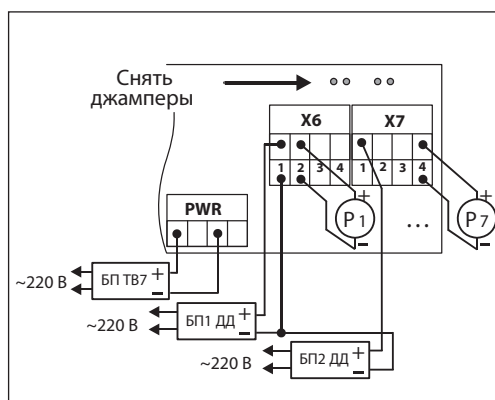 Снять
джамперы
X6 X7
1 2 3 4 1 2 3 4
PWR
+ P1 − ... + P7 −
~220 В БП ТВ7 + −
~220 В БП1 ДД + −
~220 В БП2 ДД + −